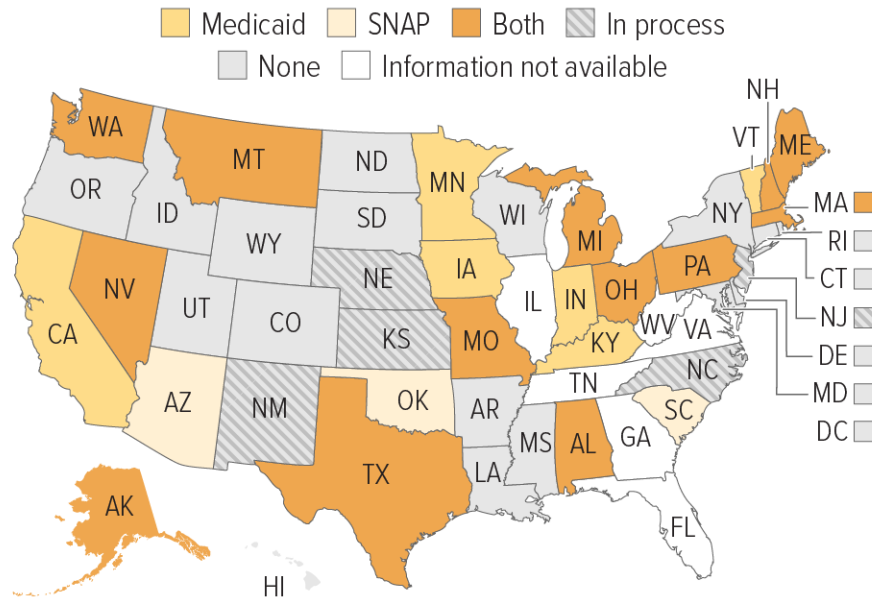 Medicaid SNAP Both In process
None Information not available
NH
VT
ME
WA
MT
ND
MN
OR
ID
SD
WI
NY
MA
WY
MI
RI
NE
IA
PA
CT
NV
UT
CO
IL
IN
OH
NJ
CA
KS
MO
WV
VA
KY
DE
AZ
NM
OK
TN
NC
MD
AR
SC
DC
MS
AL
GA
TX
LA
AK
FL
HI